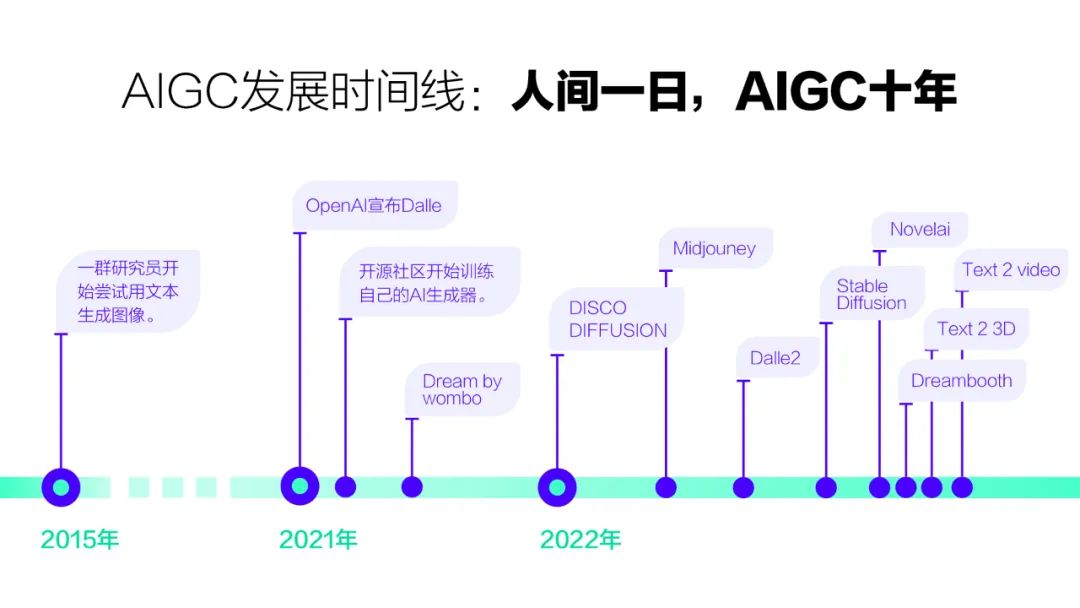 AIGC发展时间线：人间一日，AIGC十年
一群研究员开
始尝试用文本
生成图像。
OpenAI宣布Dalle
开源社区开始训练
自己的AI生成器。
Dream by
wombo
DISCO
DIFFUSION
Midjouney
Dalle2
Stable
Diffusion
Novelai
Dreambooth
Text 2 3D
Text 2 video
2015年
2021年
2022年